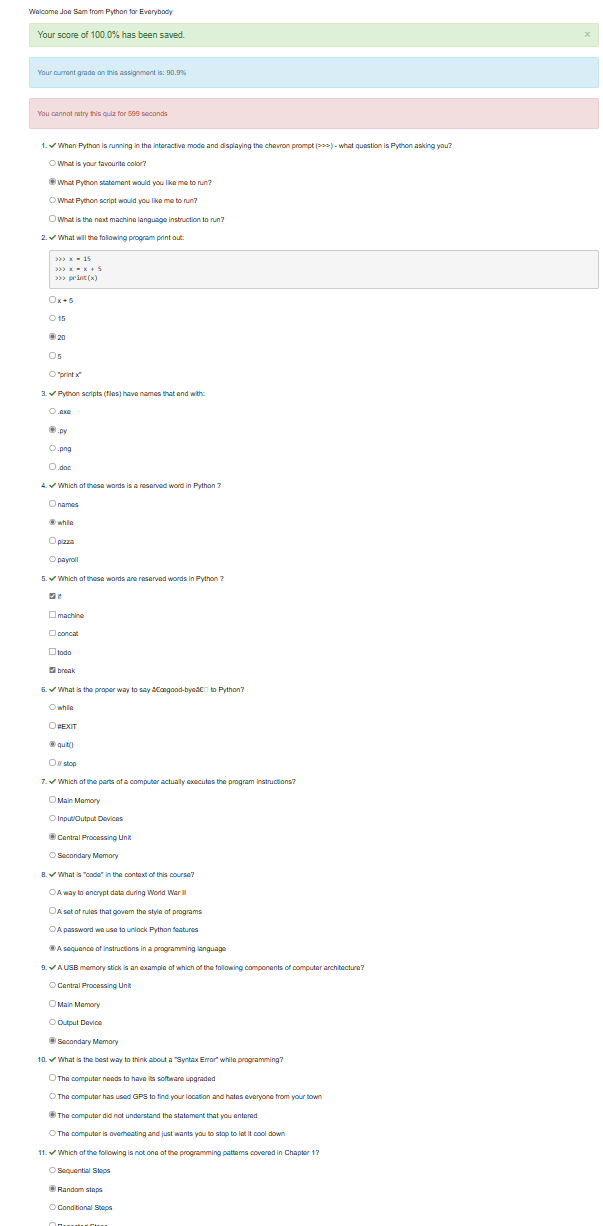 Welcome Joe Sam from Python for Everybody
Your score of 100.0% has been saved.
×
Your current grade on this assignment is: 90.9%
You cannot retry this quiz for 599 seconds
1. ✔ When Python is running in the interactive mode and displaying the chevron prompt (>>>) - what question is Python asking you?
What is your favourite color?
What Python statement would you like me to run?
What Python script would you like me to run?
What is the next machine language instruction to run?
2. ✔ What will the following program print out:
>>> x = 15
>>> x = x + 5
>>> print(x)
x + 5
15
20
5
"print x"
3. ✔ Python scripts (files) have names that end with:
.exe
.py
.png
.doc
4. ✔ Which of these words is a reserved word in Python ?
names
while
pizza
payroll
5. ✔ Which of these words are reserved words in Python ?
if
machine
concat
todo
break
6. ✔ What is the proper way to say â€œgood-byeâ€□ to Python?
while
#EXIT
quit()
// stop
7. ✔ Which of the parts of a computer actually executes the program instructions?
Main Memory
Input/Output Devices
Central Processing Unit
Secondary Memory
8. ✔ What is "code" in the context of this course?
A way to encrypt data during World War II
A set of rules that govern the style of programs
A password we use to unlock Python features
A sequence of instructions in a programming language
9. ✔ A USB memory stick is an example of which of the following components of computer architecture?
Central Processing Unit
Main Memory
Output Device
Secondary Memory
10. ✔ What is the best way to think about a "Syntax Error" while programming?
The computer needs to have its software upgraded
The computer has used GPS to find your location and hates everyone from your town
The computer did not understand the statement that you entered
The computer is overheating and just wants you to stop to let it cool down
11. ✔ Which of the following is not one of the programming patterns covered in Chapter 1?
Sequential Steps
Random steps
Conditional Steps